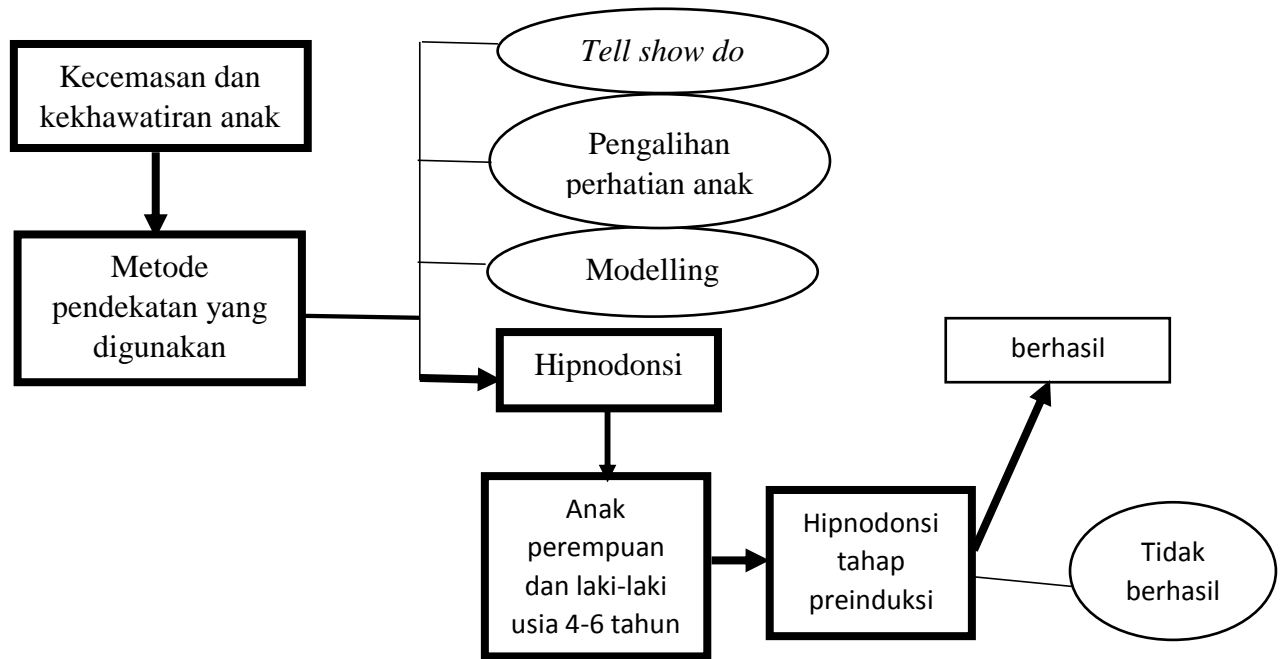 Kecemasan dan
kekhawatiran anak
Metode
pendekatan yang
digunakan
Tell show do
Pengalihan
perhatian anak
Modelling
Hipnodonsi
Anak
perempuan
dan laki-laki
usia 4-6 tahun
Hipnodonsi
tahap
preinduksi
berhasil
Tidak
berhasil